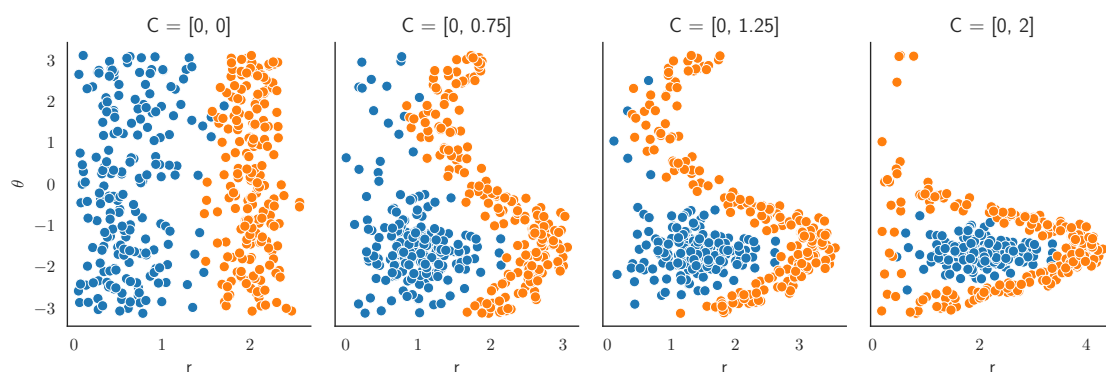 C = [0, 0]
C = [0, 0.75]
C = [0, 1.25]
C = [0, 2]
θ
3
2
1
0
−1
−2
−3
0 1 2
0 1 2 3
0 1 2 3
0 2 4
r
r
r
r